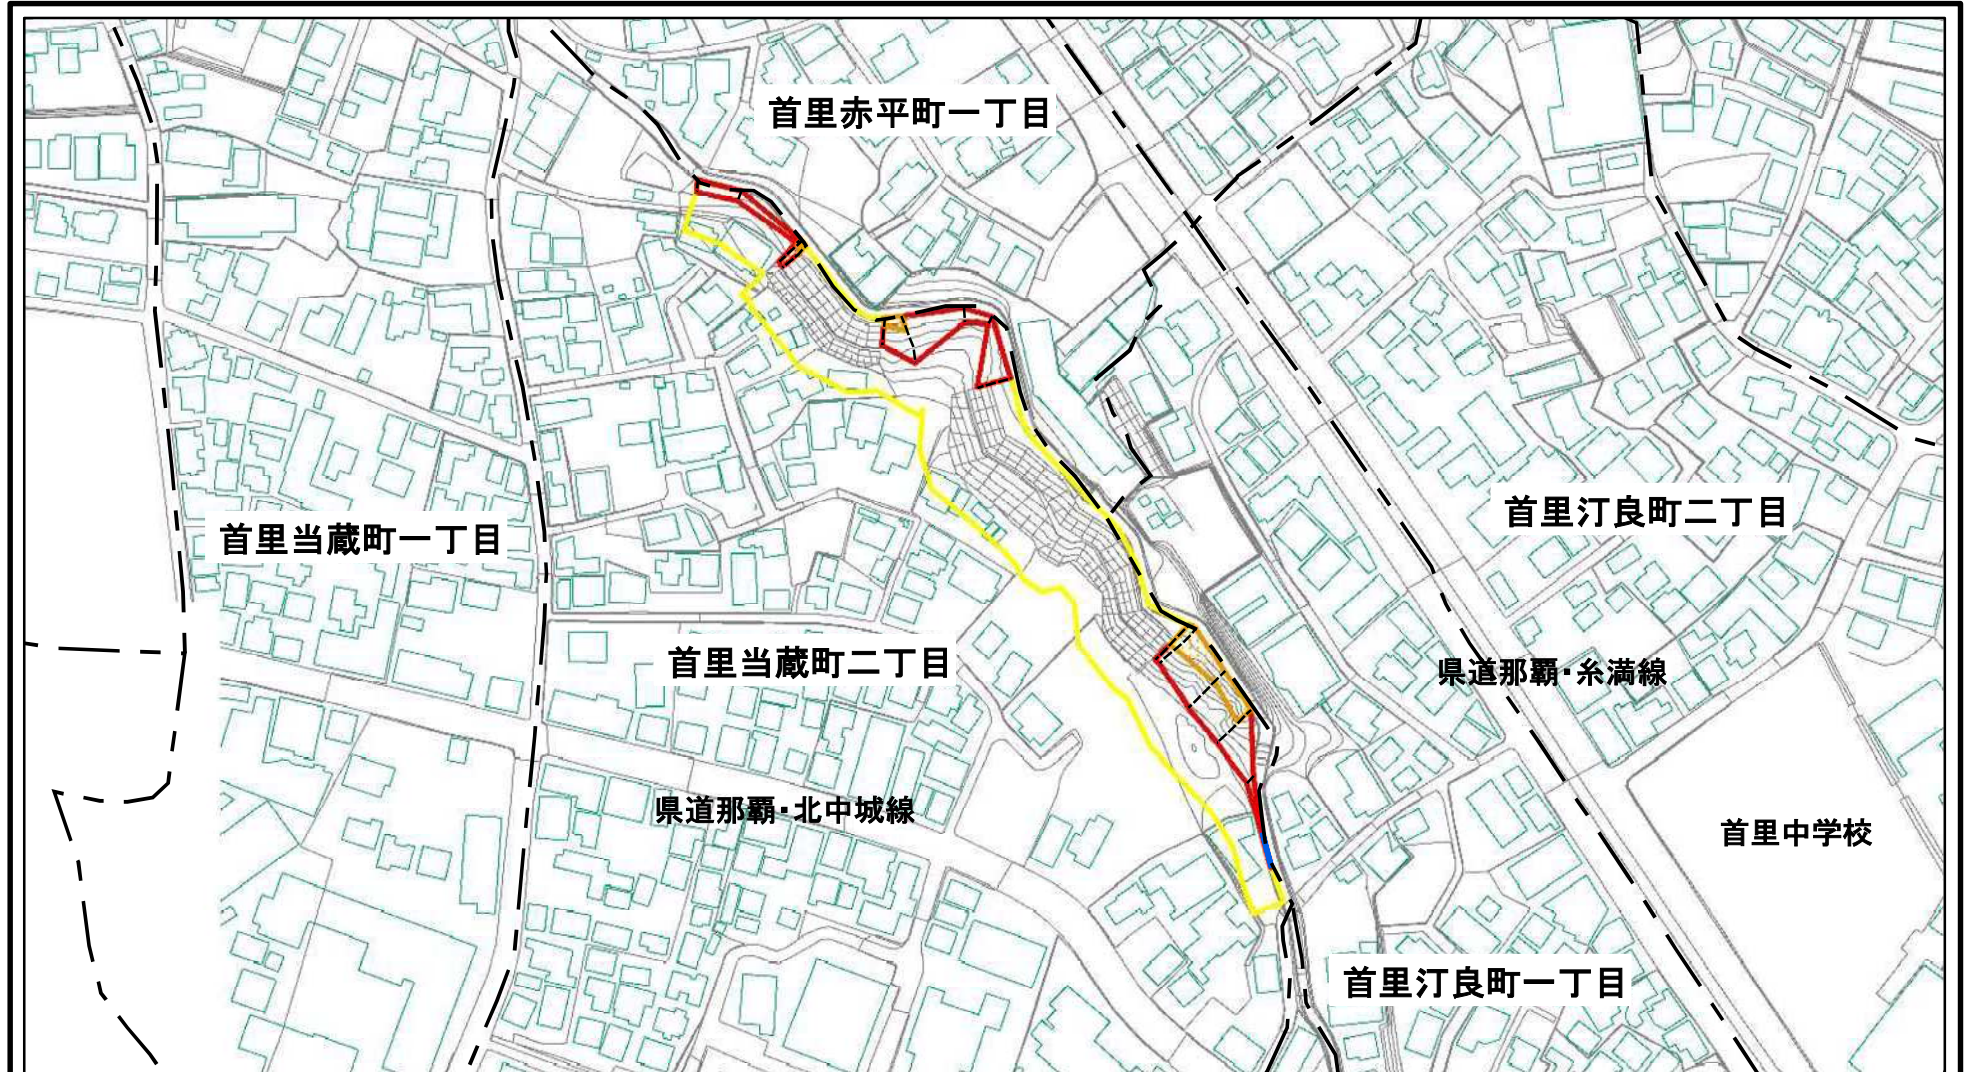 首里赤平町一丁目
首里汀良町二丁目
首里当蔵町一丁目
首里当蔵町二丁目
県道那覇・糸満線
県道那覇・北中城線
首里中学校
首里汀良町一丁目